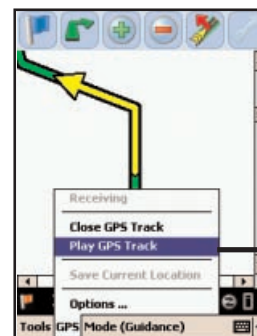 Receiving
Close GPS Track
Play GPS Track
Save Current Location
Options ...
Tools GPS Mode (Guidance)